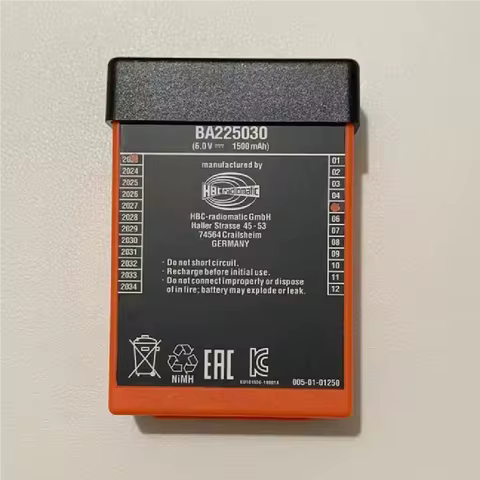 BA225030
(6.0 V ⎓ 1500 mAh)
manufactured by
HBC-radiomatic
HBC-radiomatic GmbH
Haller Strasse 45 - 53
74564 Crailsheim
GERMANY
· Do not short circuit.
· Recharge before initial use.
· Do not connect improperly or dispose
of in fire; battery may explode or leak.
2024
2025
2026
2027
2028
2029
2030
2031
2032
2033
2034
01
02
03
04
06
07
08
09
10
11
12
NiMH
EAC
005-01-01250